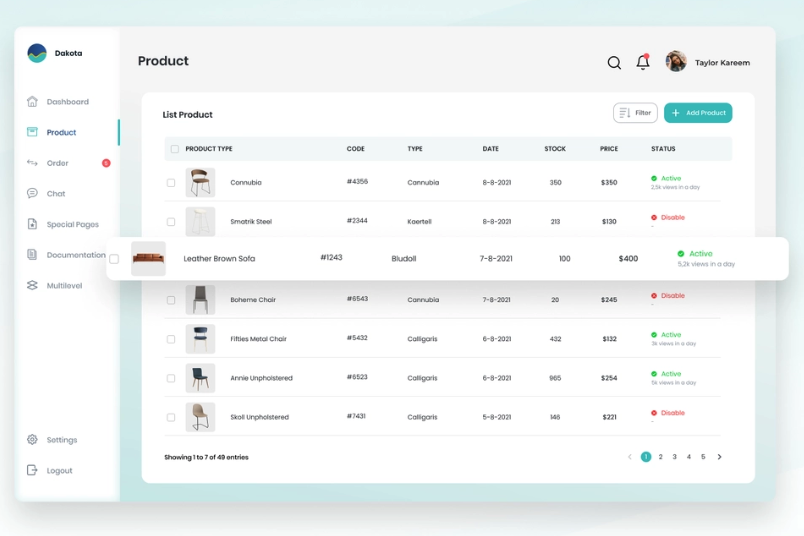 Dakota
Product
Taylor Kareem
Dashboard
Product
Order
Chat
Special Pages
Documentation
Multilevel
Settings
Logout
List Product
Filter
+ Add Product
PRODUCT TYPE CODE TYPE DATE STOCK PRICE STATUS
Connubia #4356 Cannubia 8-8-2021 350 $350 Active
2,5k views in a day
Smatrik Steel #2344 Kaertell 8-8-2021 213 $130 Disable
-
Leather Brown Sofa #1243 Bludoll 7-8-2021 100 $400 Active
5,2k views in a day
Boheme Chair #6543 Cannubia 7-8-2021 20 $245 Disable
-
Fifties Metal Chair #5432 Calligaris 6-8-2021 432 $132 Active
3k views in a day
Annie Unpholstered #6523 Calligaris 6-8-2021 965 $254 Active
5k views in a day
Skoll Unpholstered #7431 Calligaris 5-8-2021 146 $221 Disable
-
Showing 1 to 7 of 49 entries
< 1 2 3 4 5 >